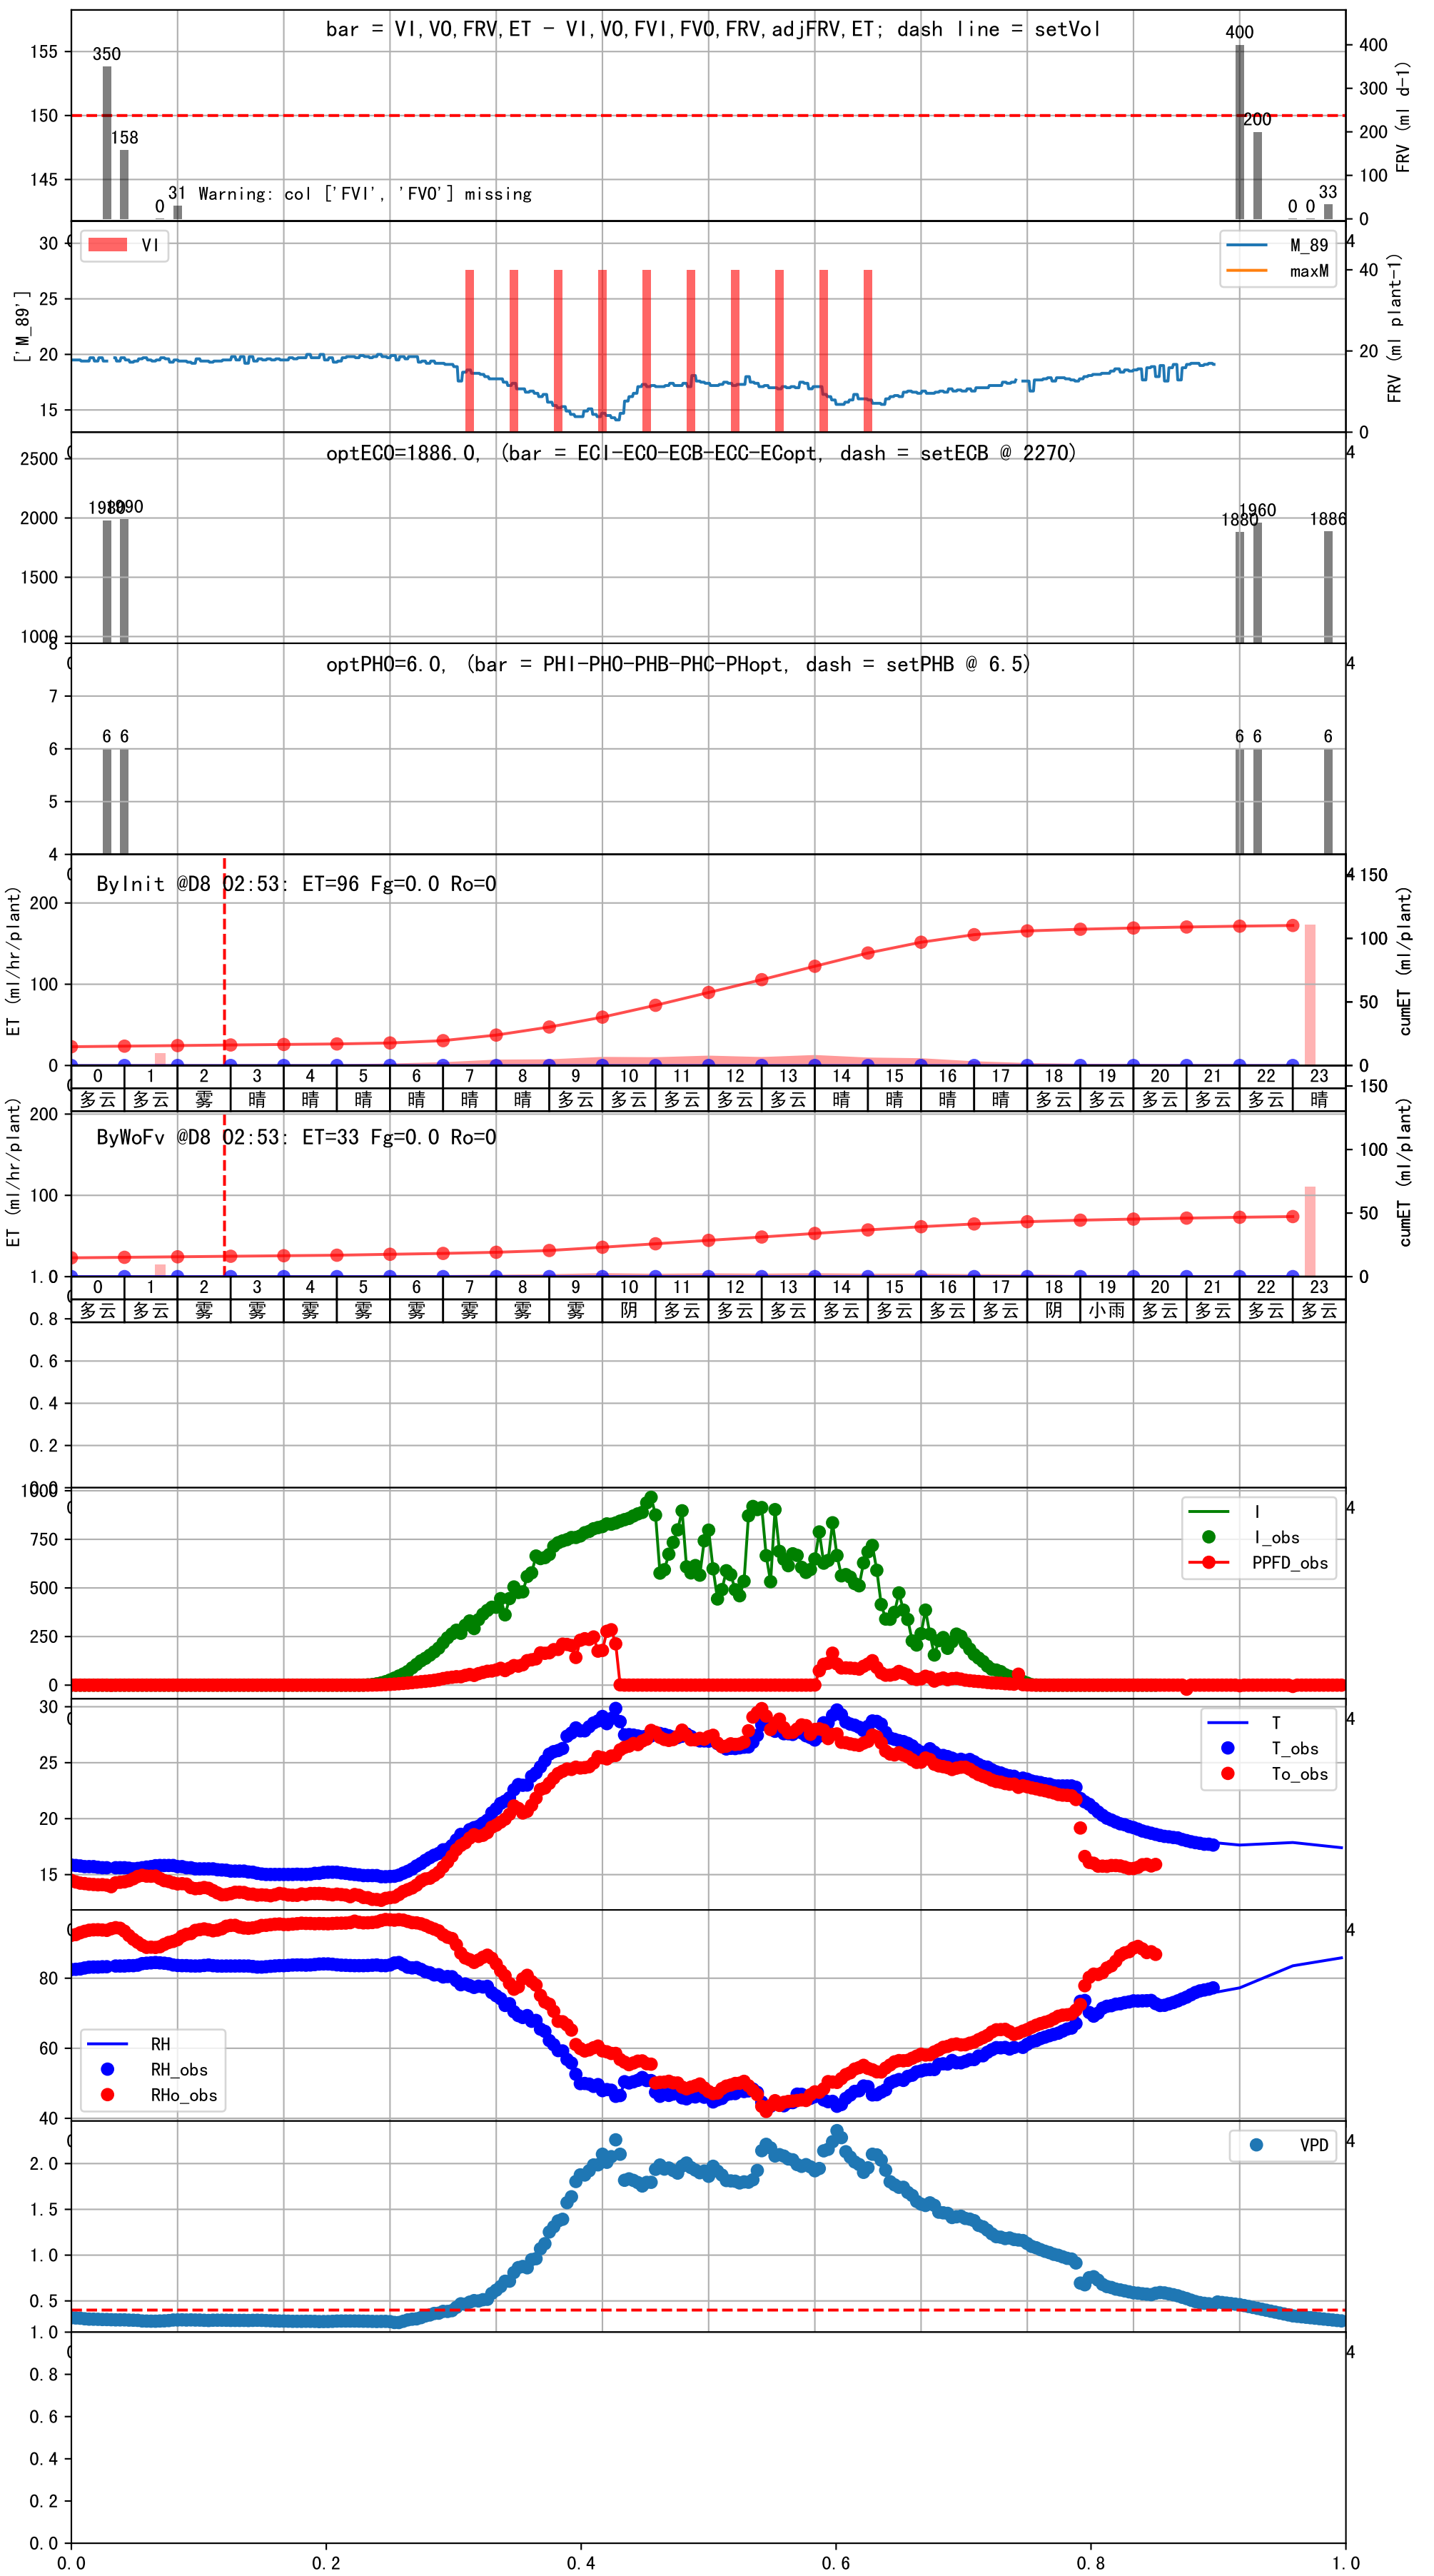 bar = VI,VO,FRV,ET - VI,VO,FVI,FVO,FRV,adjFRV,ET; dash line = setVol
155
150
145
350
158
0
31
Warning: col ['FVI', 'FVO'] missing
400
200
0
0
33
400
300
200
100
0
FRV (ml d-1)
VI
M_89
maxM
30
25
20
15
['M_89']
4
40
20
0
FRV (ml plant-1)
optECO=1886.0, (bar = ECI-ECO-ECB-ECC-ECopt, dash = setECB @ 2270)
2500
2000
1500
1000
1980
1990
1880
1960
1886
4
optPHO=6.0, (bar = PHI-PHO-PHB-PHC-PHopt, dash = setPHB @ 6.5)
8
7
6
5
4
6 6
6 6
6
4
ByInit @D8 02:53: ET=96 Fg=0.0 Ro=0
200
100
0
ET (ml/hr/plant)
4
150
100
50
0
cumET (ml/plant)
0 1 2 3 4 5 6 7 8 9 10 11 12 13 14 15 16 17 18 19 20 21 22 23
多云 多云 雾 晴 晴 晴 晴 晴 晴 多云 多云 多云 多云 多云 晴 晴 晴 晴 多云 多云 多云 多云 多云 晴
ByWoFv @D8 02:53: ET=33 Fg=0.0 Ro=0
200
100
ET (ml/hr/plant)
150
100
50
0
cumET (ml/plant)
0 1 2 3 4 5 6 7 8 9 10 11 12 13 14 15 16 17 18 19 20 21 22 23
多云 多云 雾 雾 雾 雾 雾 雾 雾 雾 阴 多云 多云 多云 多云 多云 多云 多云 阴 小雨 多云 多云 多云 多云
1.0
0.8
0.6
0.4
0.2
0.0
1000
750
500
250
0
4
I
I_obs
PPFD_obs
30
25
20
15
4
T
T_obs
To_obs
80
60
40
RH
RH_obs
RHo_obs
2.0
1.5
1.0
0.5
4
VPD
1.0
0.8
0.6
0.4
0.2
0.0
4
0.0 0.2 0.4 0.6 0.8 1.0